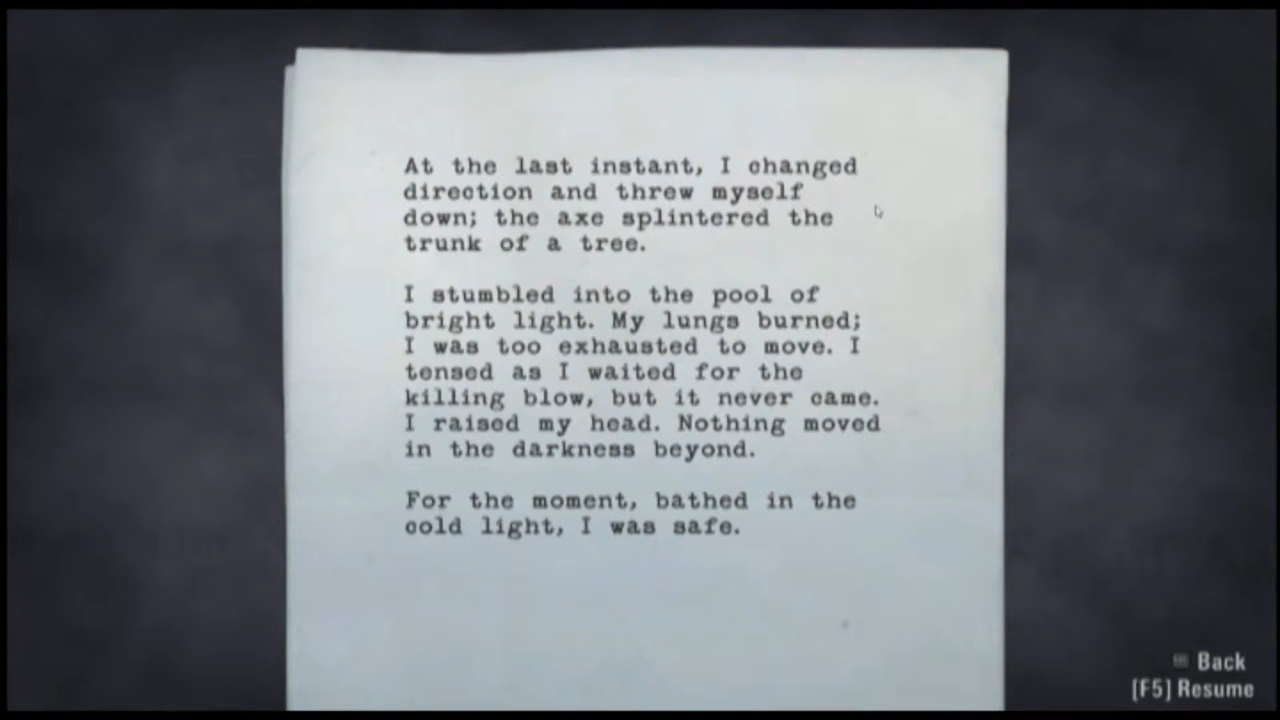 At the last instant, I changed
direction and threw myself
down; the axe splintered the
trunk of a tree.
I stumbled into the pool of
bright light. My lungs burned;
I was too exhausted to move. I
tensed as I waited for the
killing blow, but it never came.
I raised my head. Nothing moved
in the darkness beyond.
For the moment, bathed in the
cold light, I was safe.
Back
[F5] Resume